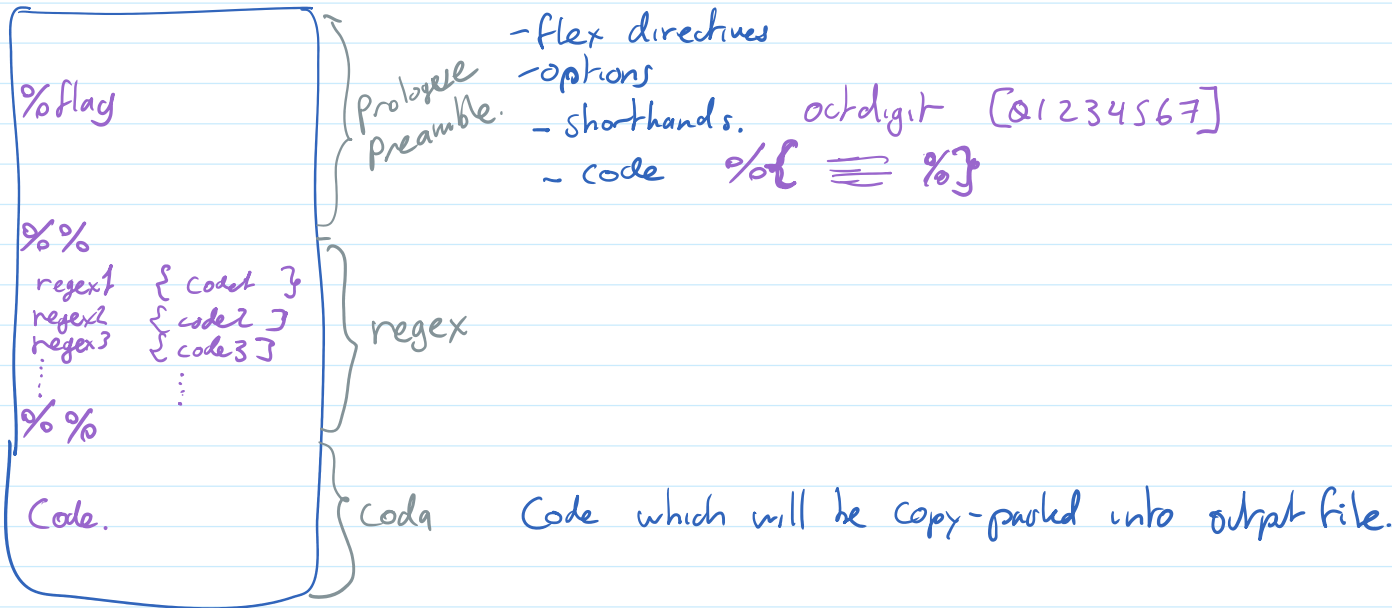 -flex directives
-options
%flag
prologue
preamble.
- shorthands. octdigit [01234567]
- code %{ %}
%%
regex1 { code1 }
regex2 { code2 }
regex3 { code3 }
regex
%%
Code.
coda
Code which will be copy-pasted into output file.